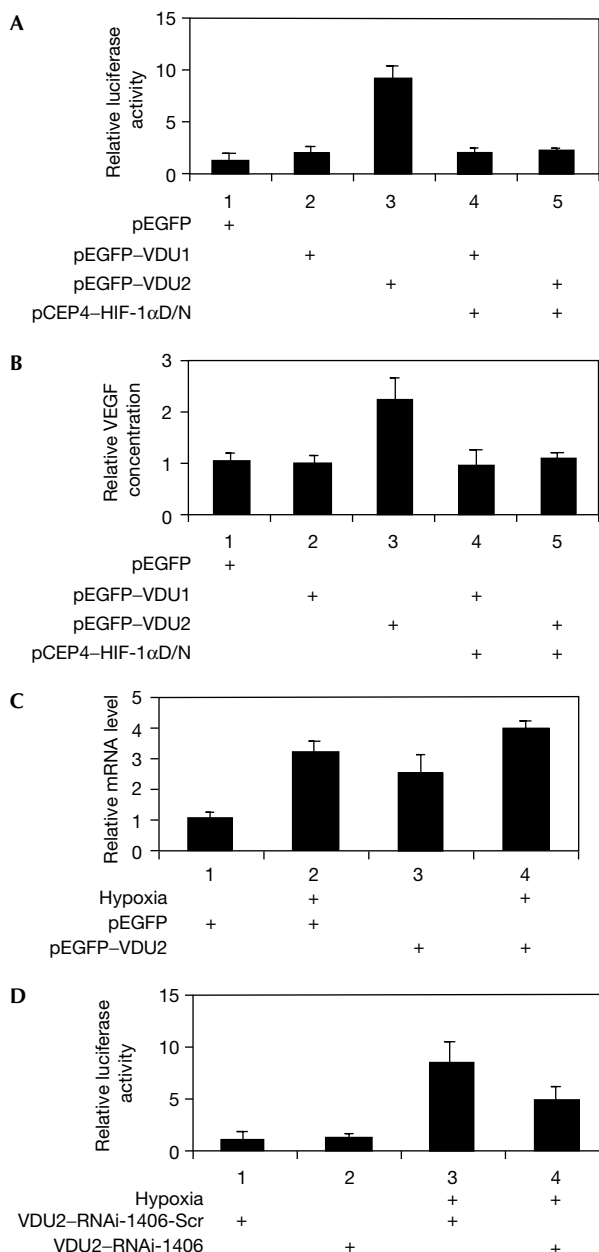 A
Relative luciferase
activity
15
10
5
0
1 2 3 4 5
pEGFP +
pEGFP–VDU1 + +
pEGFP–VDU2 + +
pCEP4–HIF-1αD/N + +
B
Relative VEGF
concentration
3
2
1
0
1 2 3 4 5
pEGFP +
pEGFP–VDU1 + +
pEGFP–VDU2 + +
pCEP4–HIF-1αD/N + +
C
Relative mRNA level
5
4
3
2
1
0
1 2 3 4
Hypoxia + +
pEGFP + +
pEGFP–VDU2 + +
D
Relative luciferase
activity
15
10
5
0
1 2 3 4
Hypoxia + +
VDU2–RNAi-1406-Scr + +
VDU2–RNAi-1406 + +